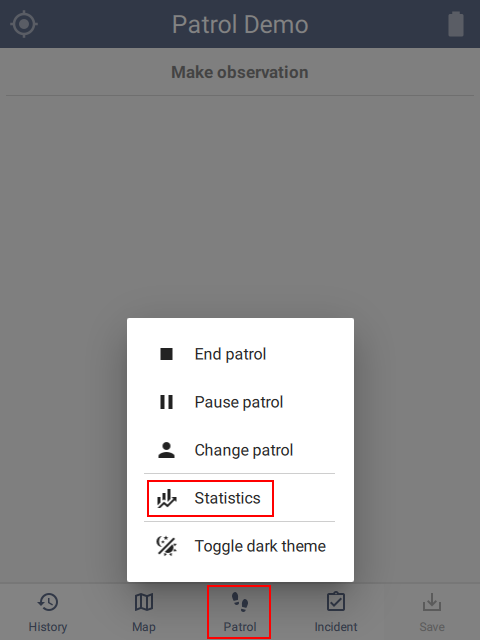 Patrol Demo
Make observation
End patrol
Pause patrol
Change patrol
Statistics
Toggle dark theme
History
Map
Patrol
Incident
Save